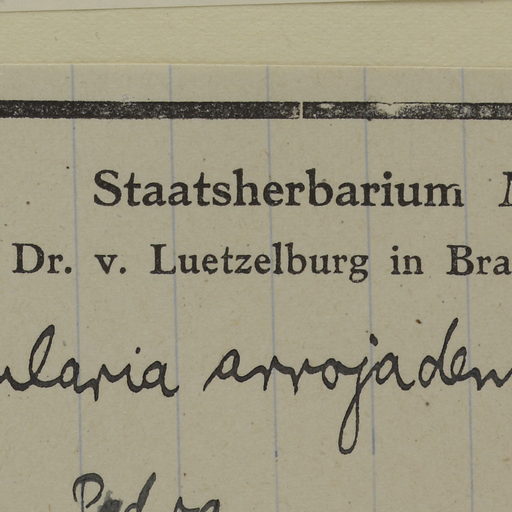 Staatsherbarium
Dr. v. Luetzelburg in Bra
ularia arrojaden